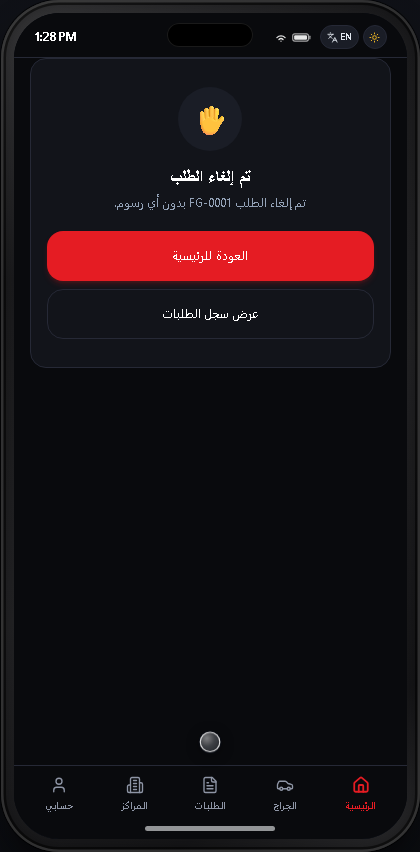 1:28 PM
EN
تم إلغاء الطلب
تم إلغاء الطلب FG-0001 بدون أي رسوم.
العودة للرئيسية
عرض سجل الطلبات
الرئيسية
الجراج
الطلبات
المراكز
حسابي